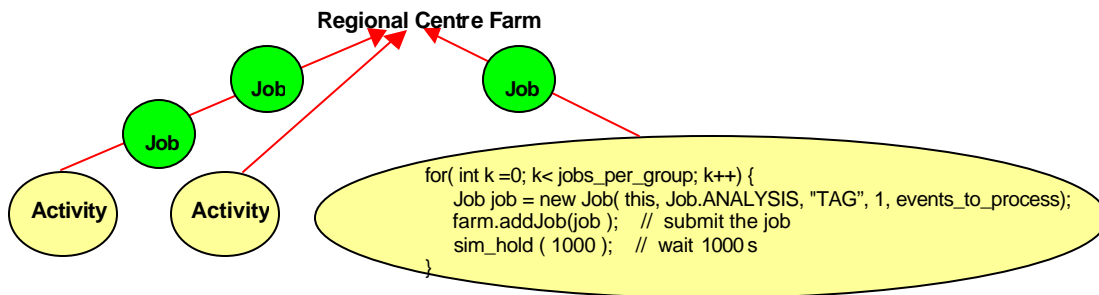 Regional Centre Farm
Job
Job
Job
Activity
Activity
for( int k =0; k< jobs_per_group; k++) {
Job job = new Job( this, Job.ANALYSIS, "TAG”, 1, events_to_process);
farm.addJob(job ); // submit the job
sim_hold ( 1000 ); // wait 1000 s
}